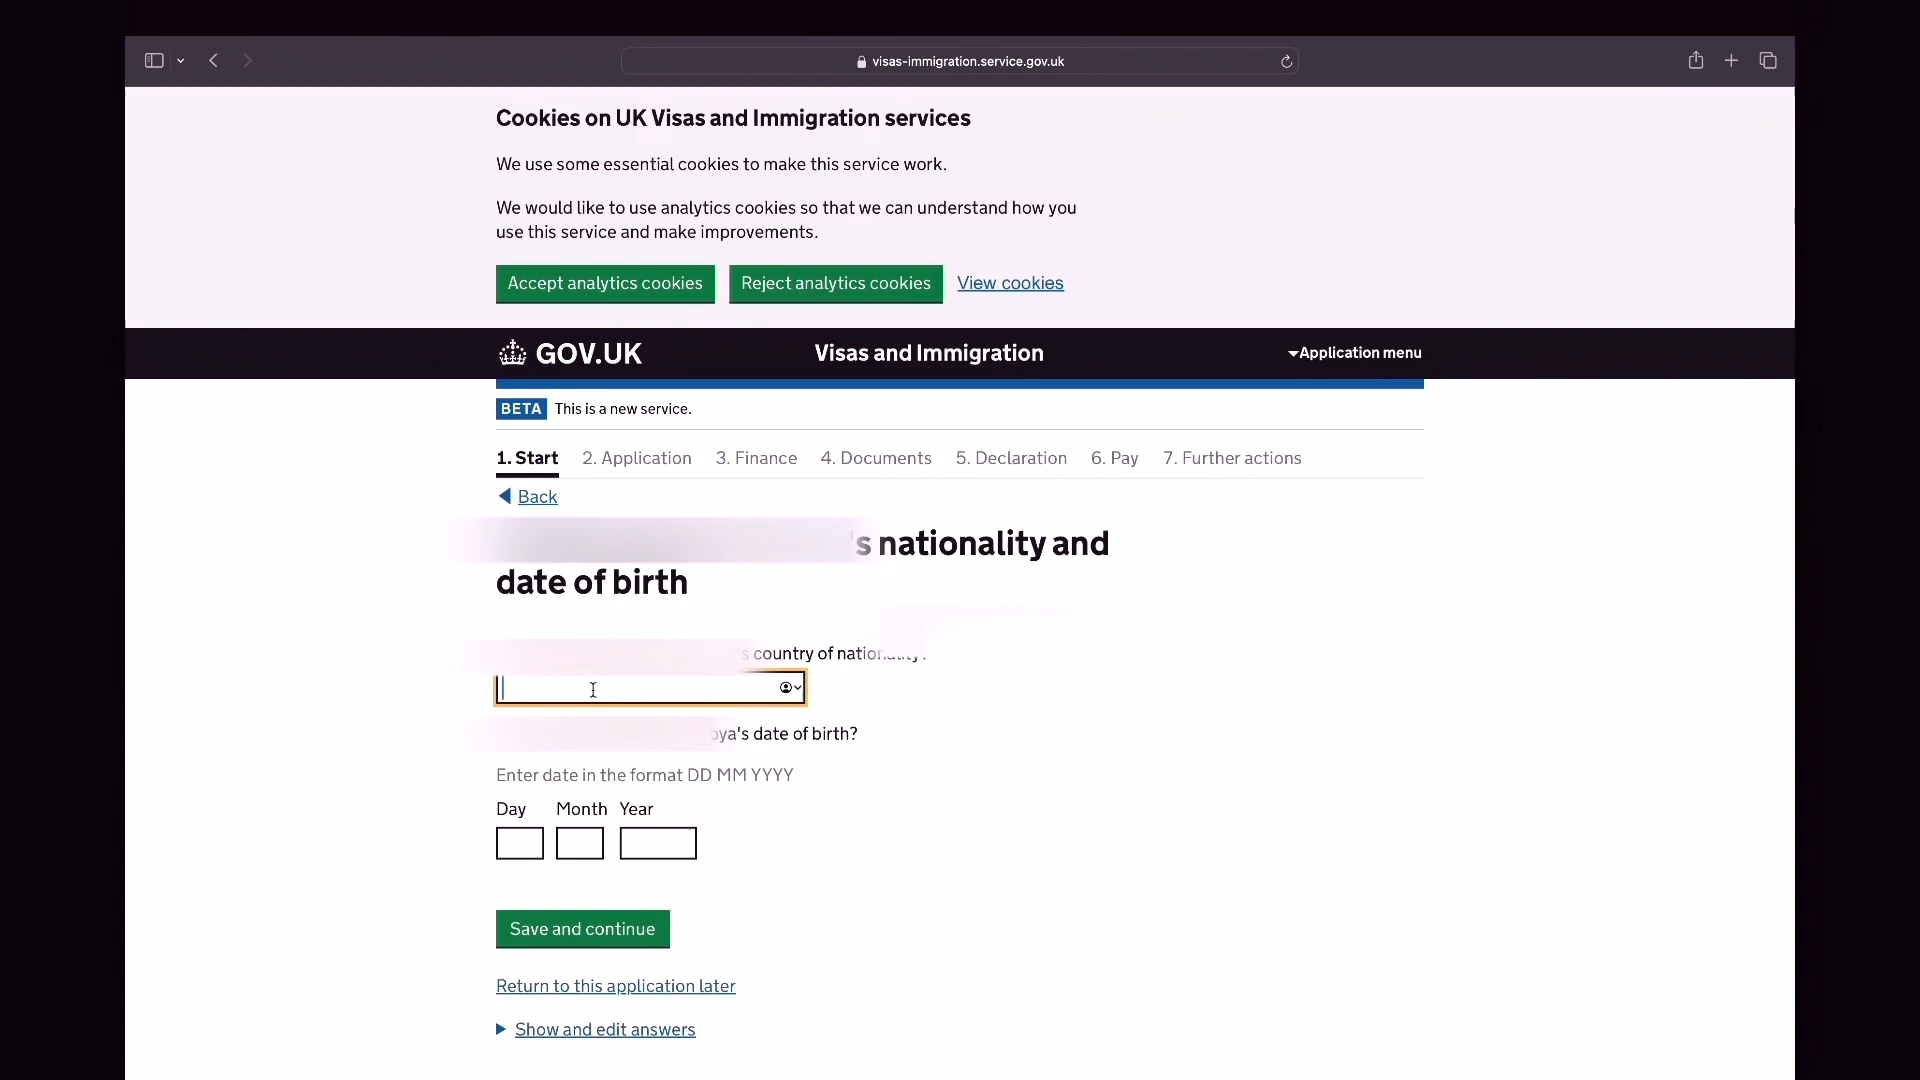 visas-immigration.service.gov.uk
Cookies on UK Visas and Immigration services
We use some essential cookies to make this service work.
We would like to use analytics cookies so that we can understand how you
use this service and make improvements.
Accept analytics cookies Reject analytics cookies View cookies
GOV.UK Visas and Immigration Application menu
BETA This is a new service.
1. Start 2. Application 3. Finance 4. Documents 5. Declaration 6. Pay 7. Further actions
Back
's nationality and
date of birth
s country of nationality?
's date of birth?
Enter date in the format DD MM YYYY
Day Month Year
Save and continue
Return to this application later
Show and edit answers